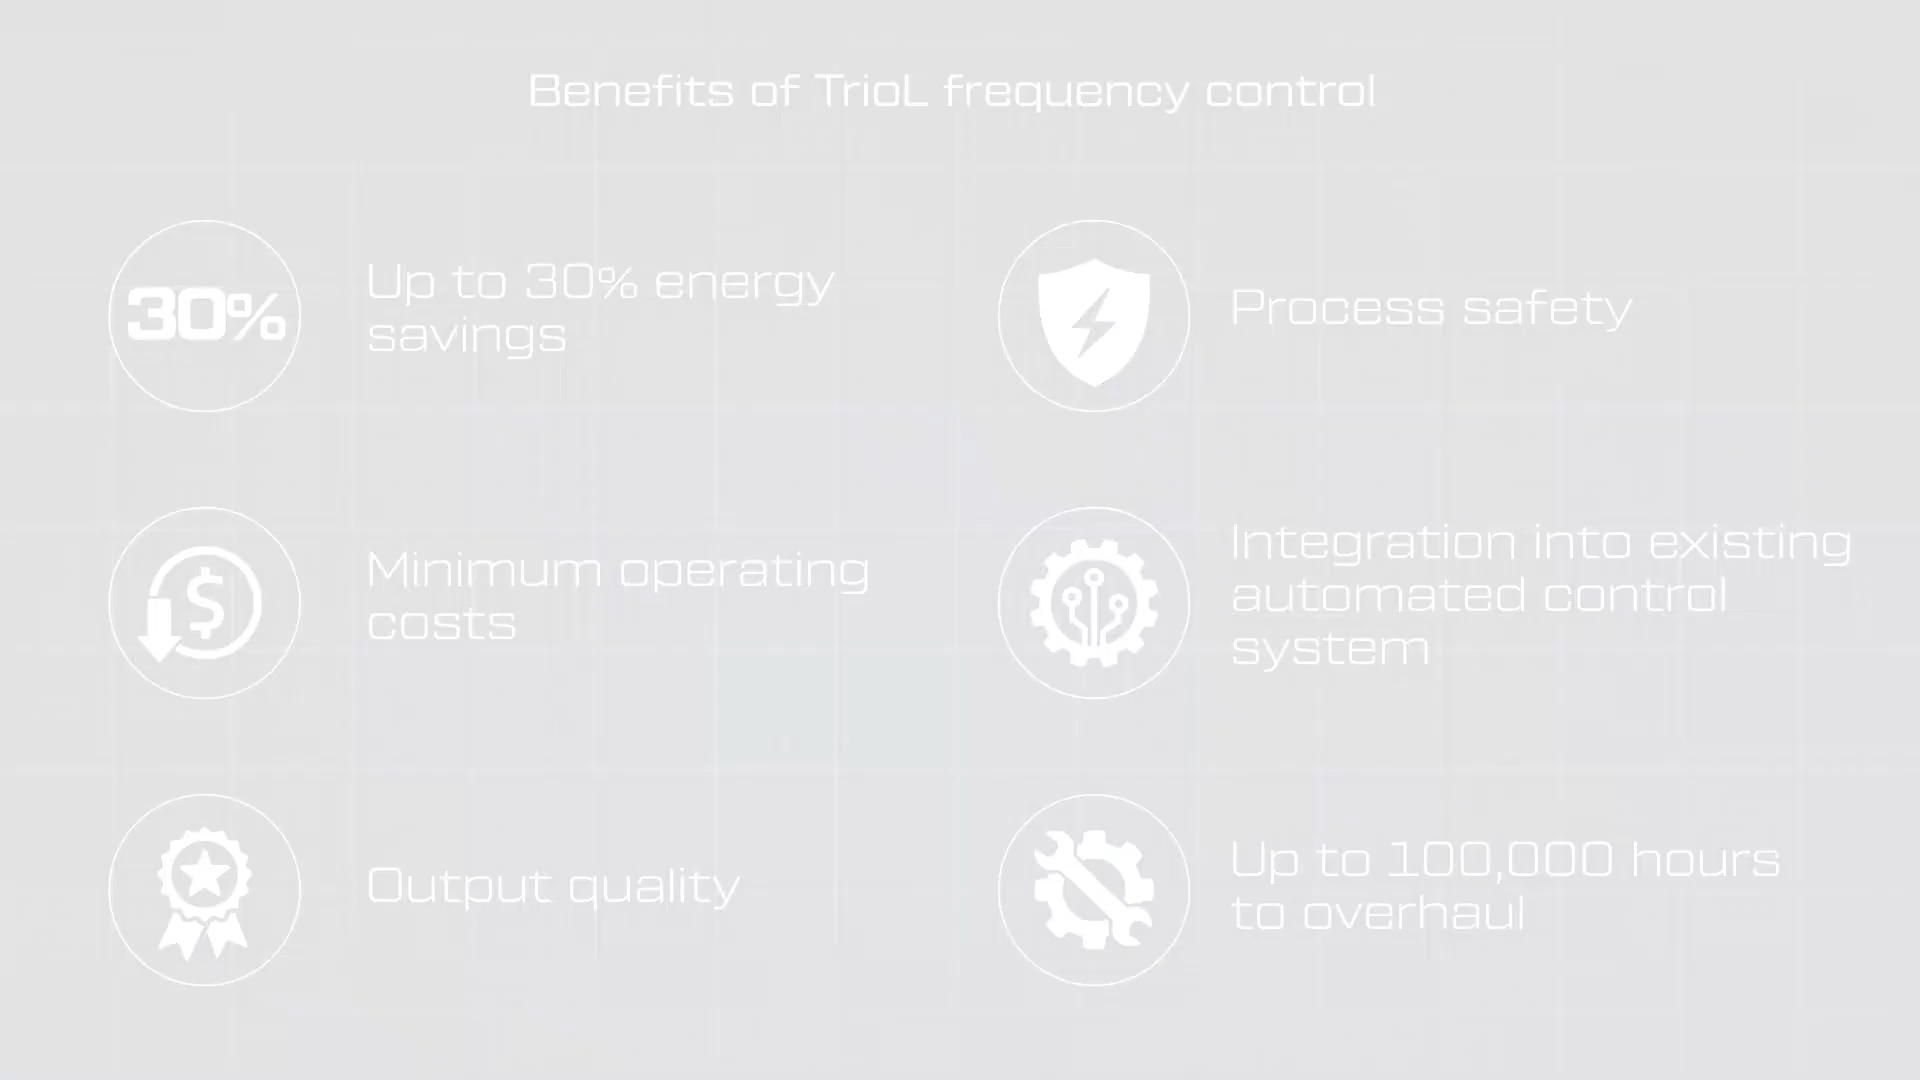 Benefits of TrioL frequency control
30%
Up to 30% energy
savings
Process safety
$
Minimum operating
costs
Integration into existing
automated control
system
Output quality
Up to 100,000 hours
to overhaul